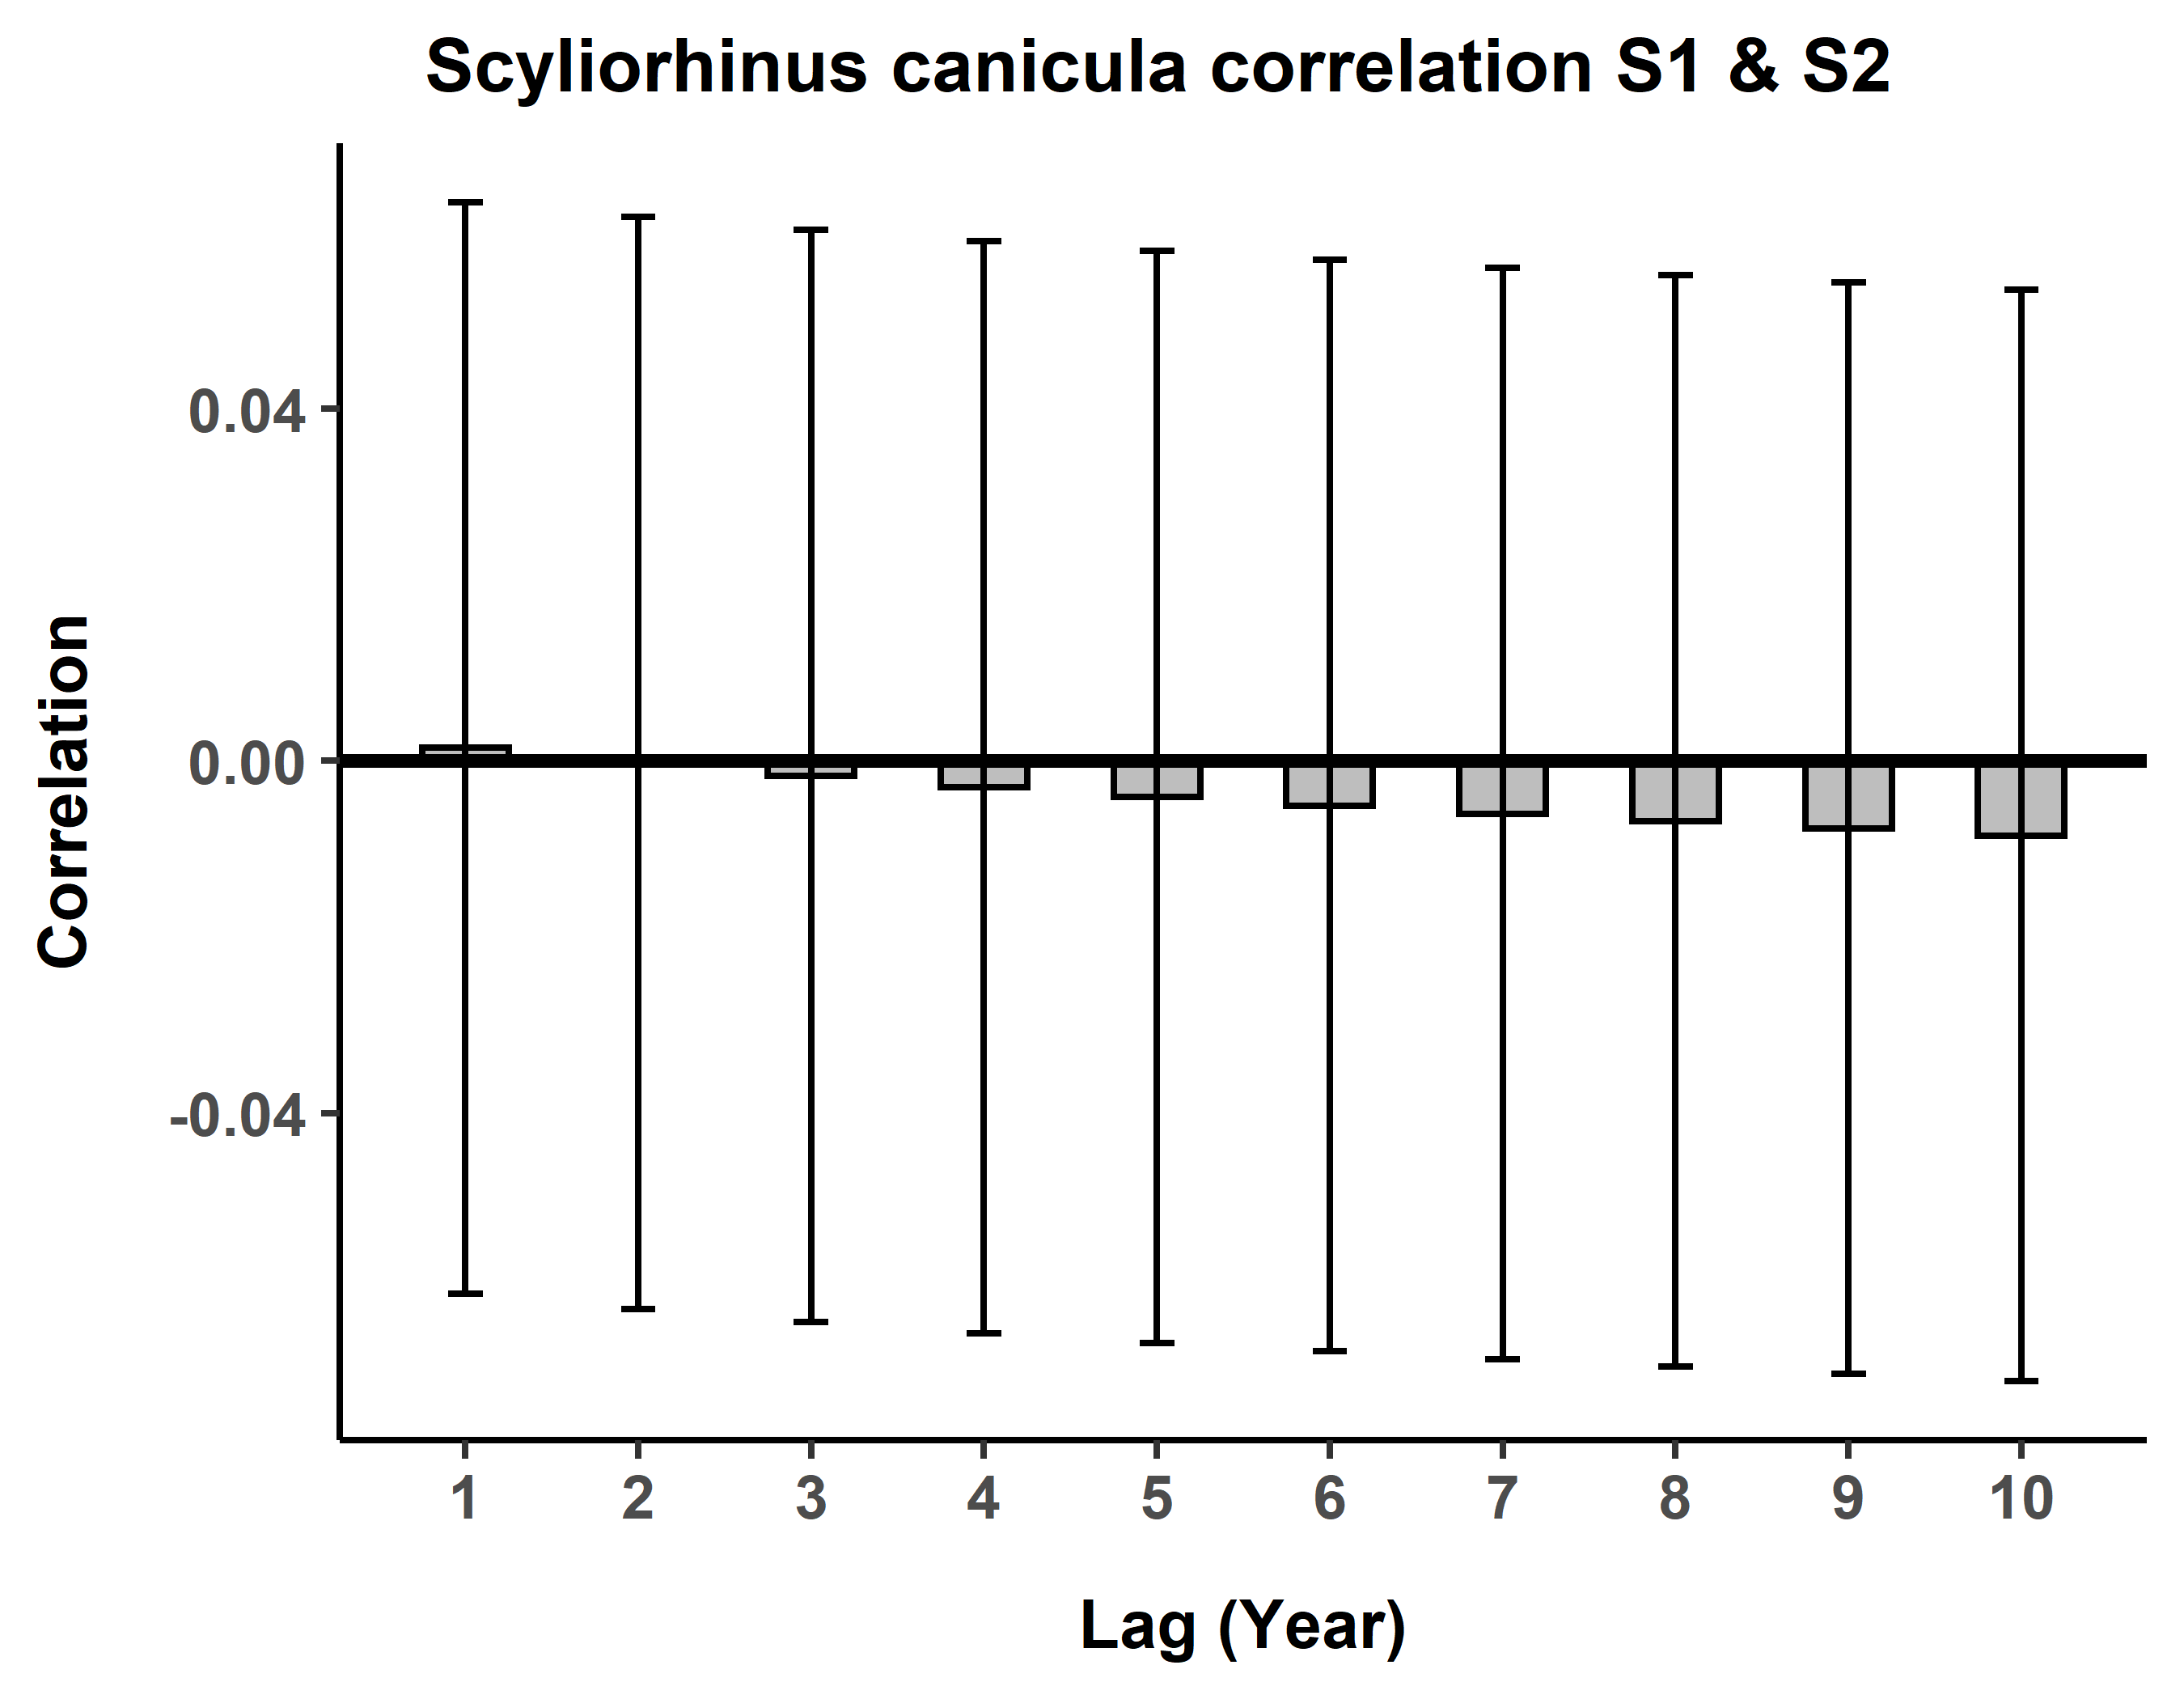 Scyliorhinus canicula correlation S1 & S2
Correlation
0.04
0.00
-0.04
1 2 3 4 5 6 7 8 9 10
Lag (Year)